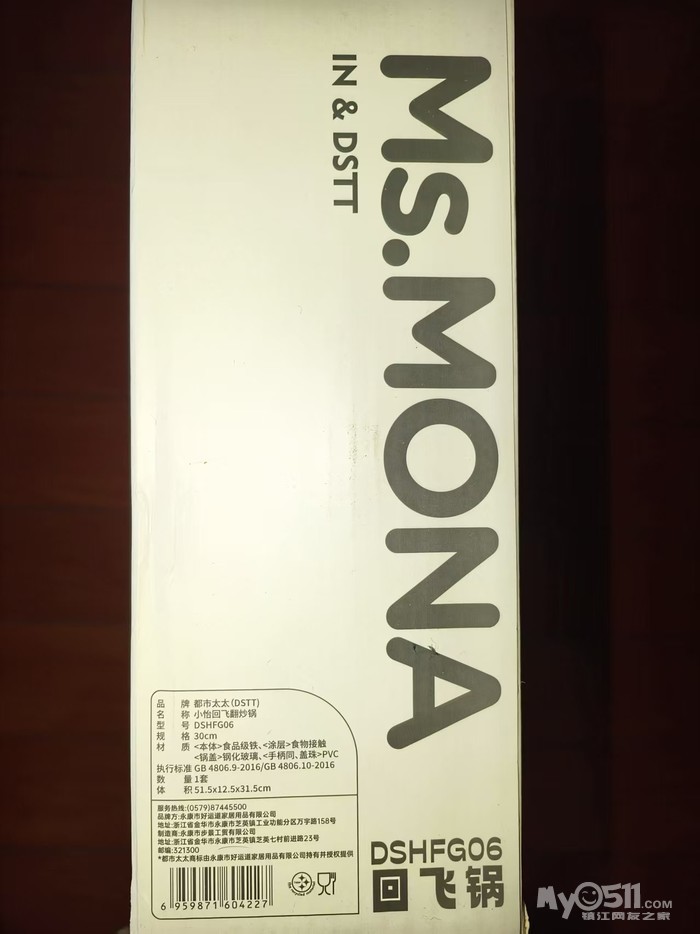 MS.MONA
IN & DSTT
品 牌 都市太太(DSTT)
名 称 小怡回飞翻炒锅
型 号 DSHFG06
规 格 30cm
材 质 <本体>食品级铁、<涂层>食物接触
<锅盖>钢化玻璃、<手柄同、盖珠>PVC
执行标准 GB 4806.9-2016/GB 4806.10-2016
数 量 1套
体 积 51.5x12.5x31.5cm
服务热线:(0579)87445500
品牌方:永康市好运道家居用品有限公司
地址:浙江省金华市永康市芝英镇工业功能分区万字路158号
制造商:永康市步景工贸有限公司
地址:浙江省金华市永康市芝英镇芝英七村前进路23号
邮编:321300
*都市太太商标由永康市好运道家居用品有限公司持有并授权提供
6 959871 604227
DSHFG06
回飞锅
My0511.com
镇江网友之家